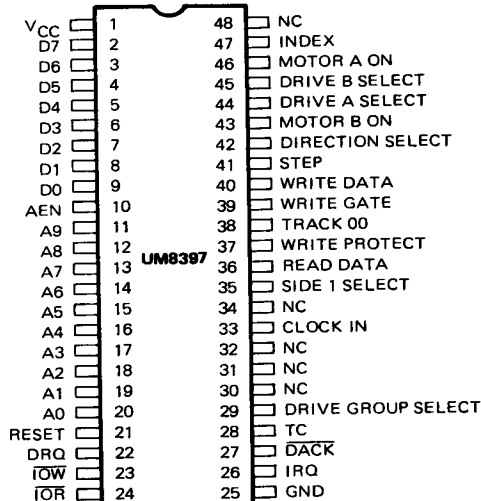 VCC 1 48 NC
D7 2 47 INDEX
D6 3 46 MOTOR A ON
D5 4 45 DRIVE B SELECT
D4 5 44 DRIVE A SELECT
D3 6 43 MOTOR B ON
D2 7 42 DIRECTION SELECT
D1 8 41 STEP
D0 9 40 WRITE DATA
AEN 10 39 WRITE GATE
A9 11 38 TRACK 00
A8 12 37 WRITE PROTECT
A7 13 UM8397 36 READ DATA
A6 14 35 SIDE 1 SELECT
A5 15 34 NC
A4 16 33 CLOCK IN
A3 17 32 NC
A2 18 31 NC
A1 19 30 NC
A0 20 29 DRIVE GROUP SELECT
RESET 21 28 TC
DRQ 22 27 DACK
IOW 23 26 IRQ
IOR 24 25 GND